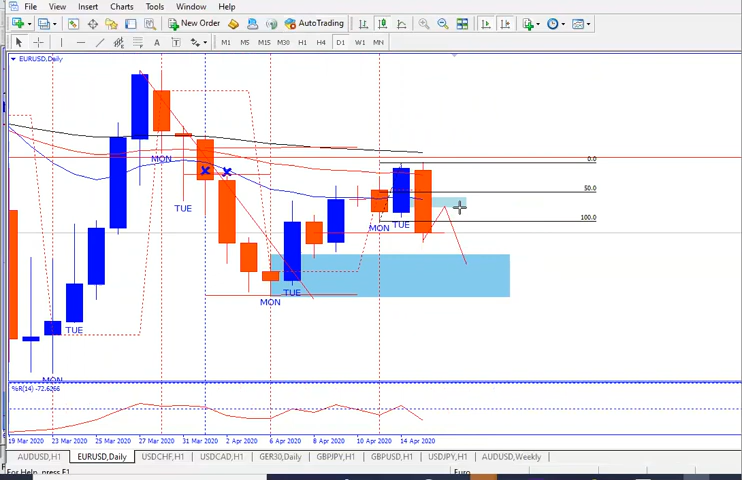 File View Insert Charts Tools Window Help
New Order AutoTrading
A T M1 M5 M15 M30 H1 H4 D1 W1 MN
EURUSD,Daily
0.0
MON
50.0
TUE
100.0
MON TUE
MON TUE
TUE
MON
%R(14) -72.6266
19 Mar 2020 23 Mar 2020 25 Mar 2020 27 Mar 2020 31 Mar 2020 2 Apr 2020 6 Apr 2020 8 Apr 2020 10 Apr 2020 14 Apr 2020
AUDUSD,H1 EURUSD,Daily USDCHF,H1 USDCAD,H1 GER30,Daily GBPJPY,H1 GBPUSD,H1 USDJPY,H1 AUDUSD,Weekly
For Help, press F1 Euro